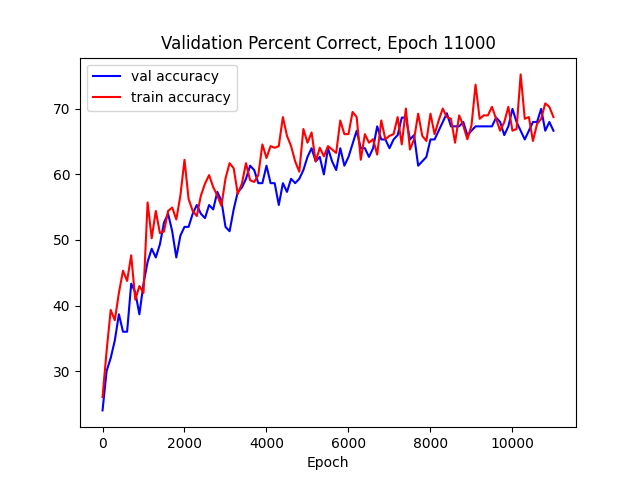 Validation Percent Correct, Epoch 11000
val accuracy
train accuracy
70
60
50
40
30
0 2000 4000 6000 8000 10000
Epoch